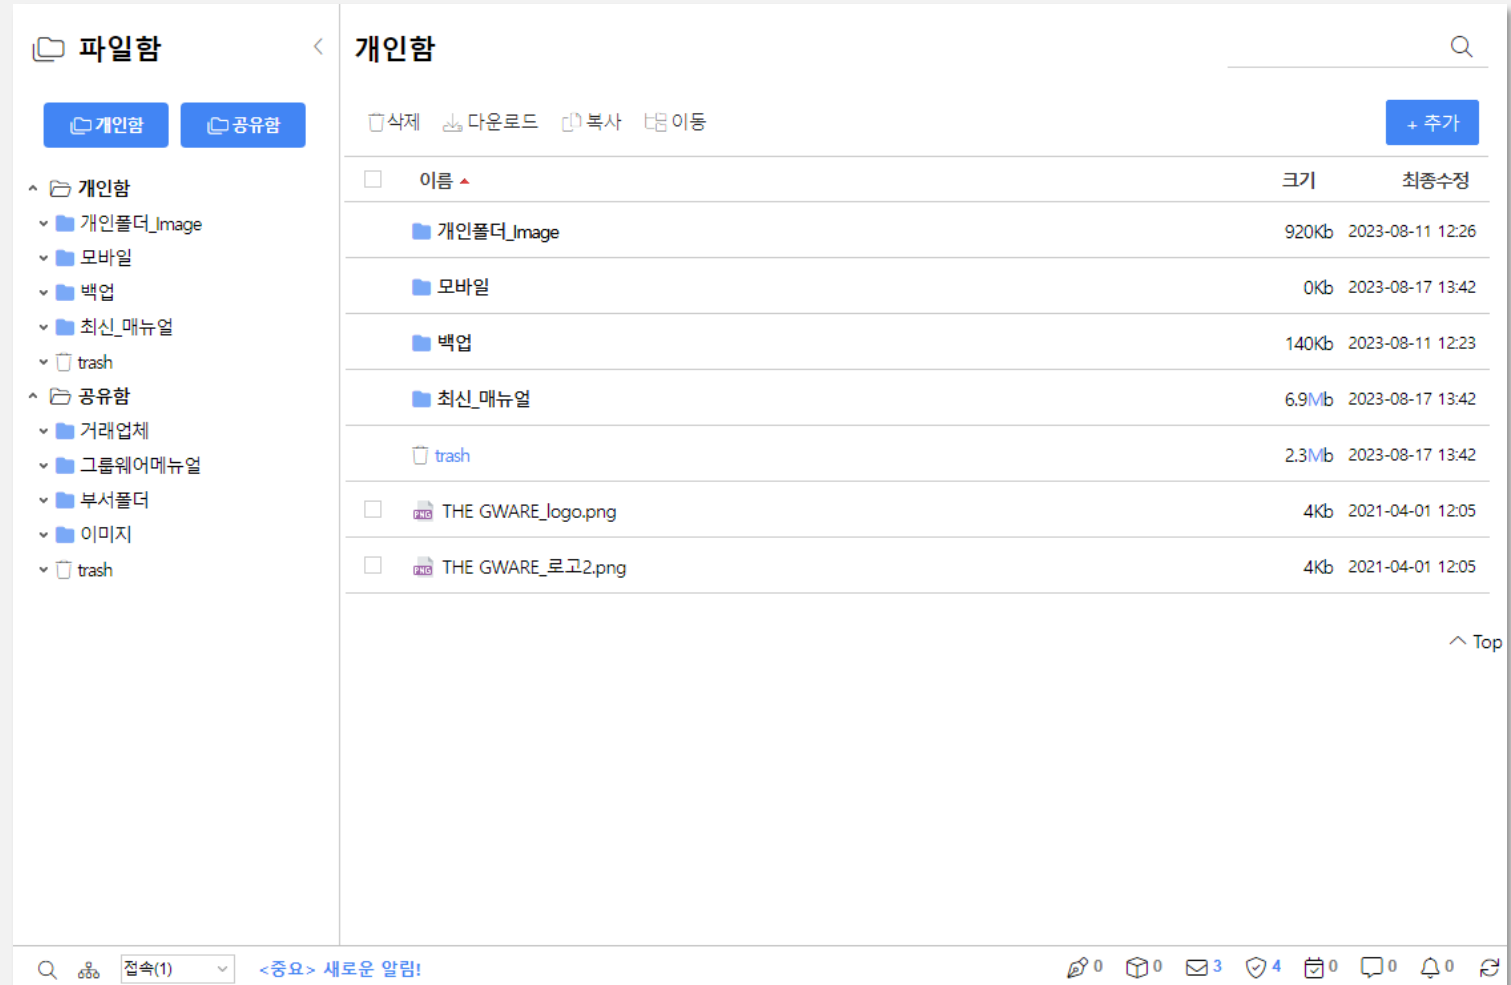 파일함
개인함 공유함
개인함
개인폴더_Image
모바일
백업
최신_매뉴얼
trash
공유함
거래업체
그룹웨어메뉴얼
부서폴더
이미지
trash
개인함
삭제 다운로드 복사 이동 + 추가
이름 크기 최종수정
개인폴더_Image 920Kb 2023-08-11 12:26
모바일 0Kb 2023-08-17 13:42
백업 140Kb 2023-08-11 12:23
최신_매뉴얼 6.9Mb 2023-08-17 13:42
trash 2.3Mb 2023-08-17 13:42
PNG THE GWARE_logo.png 4Kb 2021-04-01 12:05
PNG THE GWARE_로고2.png 4Kb 2021-04-01 12:05
Top
접속(1) <중요> 새로운 알림! 0 0 3 4 0 0 0